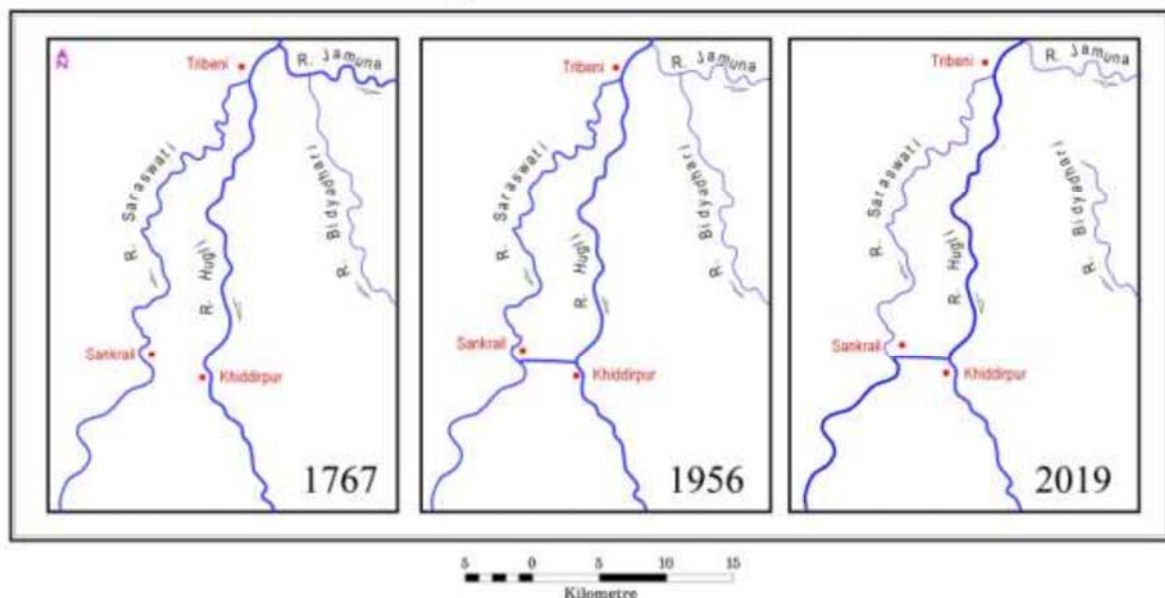 N
Tribeni
R. Jamuna
R. Saraswati
R. Hugli
R. Bidyadhari
Sankrail
Khiddirpur
1767
Tribeni
R. Jamuna
R. Saraswati
R. Hugli
R. Bidyadhari
Sankrail
Khiddirpur
1956
Tribeni
R. Jamuna
R. Saraswati
R. Hugli
R. Bidyadhari
Sankrail
Khiddirpur
2019
5 0 5 10 15
Kilometre